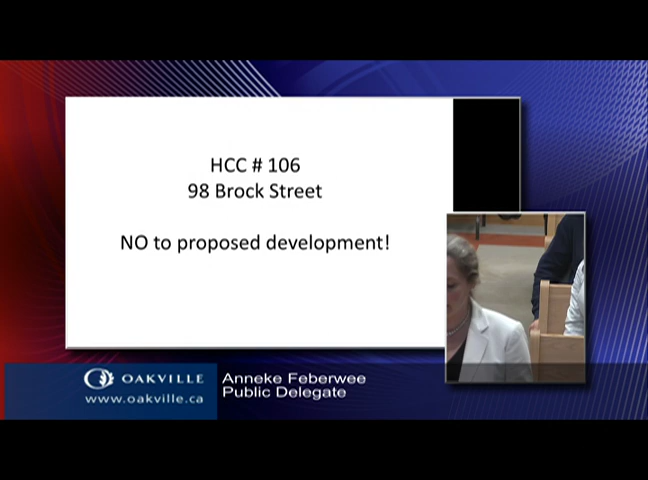 HCC # 106
98 Brock Street
NO to proposed development!
OAKVILLE
www.oakville.ca
Anneke Feberwee
Public Delegate